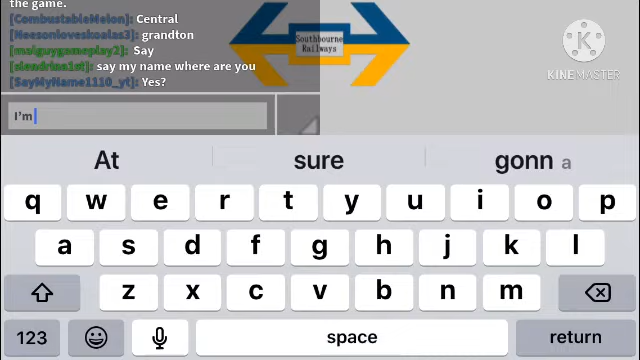 the game.
[CombustableMelon]: Central
[Neesonloveskoalas3]: grandton
[malguygameplay2]: Say
[slendrina1st]: say my name where are you
[SayMyName1110_yt]: Yes?
I'm
Southbourne
Railways
KINEMASTER
At sure gonn a
q w e r t y u i o p
a s d f g h j k l
z x c v b n m
123 space return